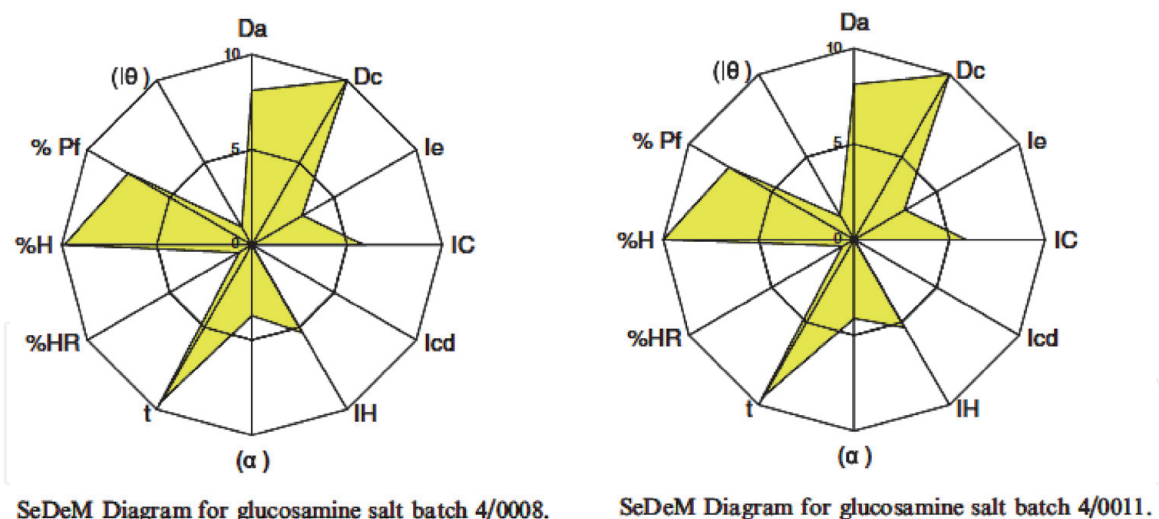 Da
10
(Iθ)
Dc
% Pf
5
Ie
%H
0
IC
%HR
Icd
t
IH
(α)
SeDeM Diagram for glucosamine salt batch 4/0008.
Da
10
(Iθ)
Dc
% Pf
5
Ie
%H
0
IC
%HR
Icd
t
IH
(α)
SeDeM Diagram for glucosamine salt batch 4/0011.